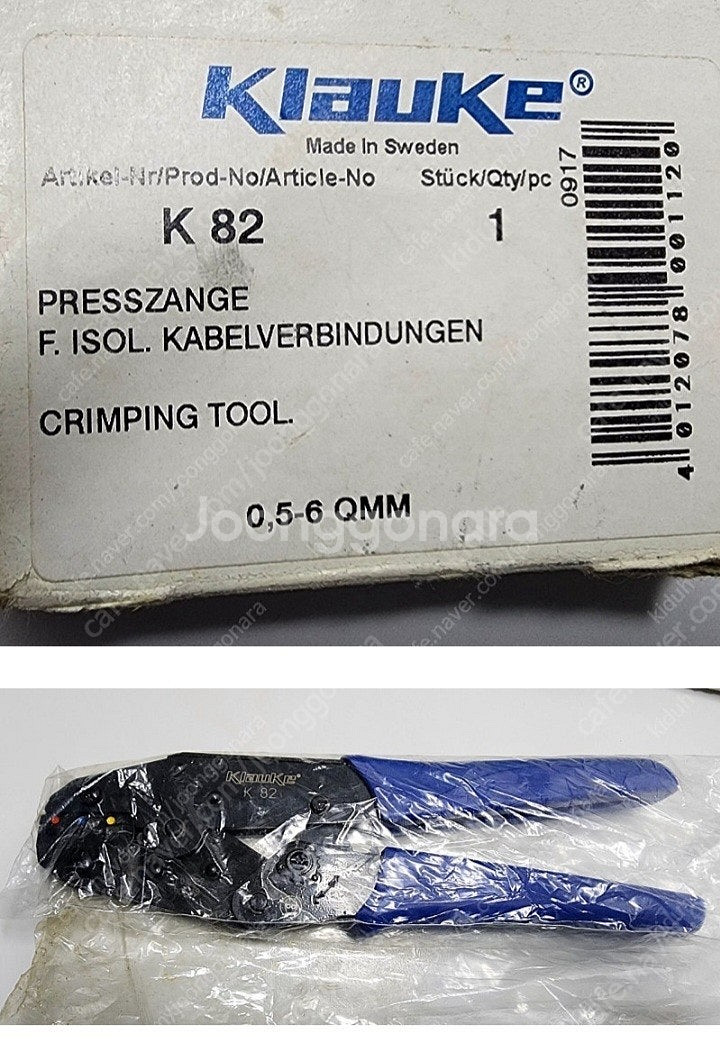 Klauke®
Made In Sweden
Artikel-Nr/Prod-No/Article-No Stück/Qty/pc
K 82 1
0917
PRESSZANGE
F. ISOL. KABELVERBINDUNGEN
CRIMPING TOOL.
0,5-6 QMM
4 012078 001120
Joonggonara
Klauke®
K 82